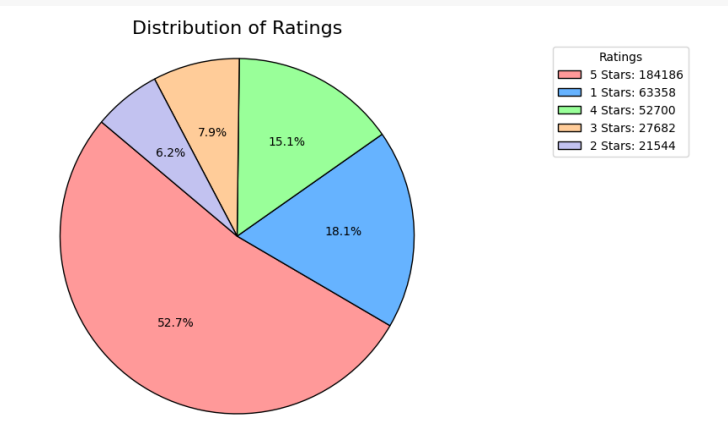 Distribution of Ratings
Ratings
5 Stars: 184186
1 Stars: 63358
4 Stars: 52700
3 Stars: 27682
2 Stars: 21544
7.9%
15.1%
6.2%
18.1%
52.7%